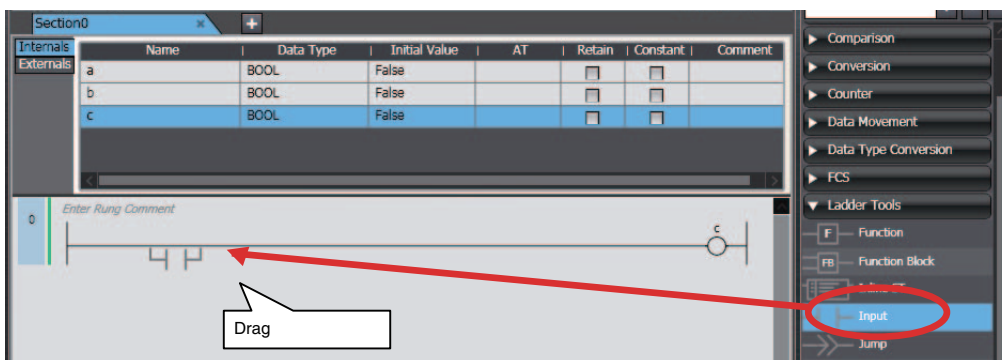 Section0 × +
Internals
Externals
Name Data Type Initial Value AT Retain Constant Comment
a BOOL False
b BOOL False
c BOOL False
0 Enter Rung Comment
c
Drag
Comparison
Conversion
Counter
Data Movement
Data Type Conversion
FCS
Ladder Tools
F Function
FB Function Block
Input
Jump